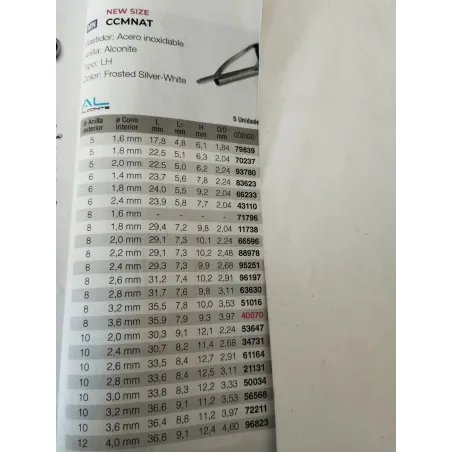 NEW SIZE
CCMNAT
Bastidor: Acero inoxidable
Anilla: Alconite
Tipo: LH
Color: Frosted Silver-White
AL
5 Unidade
ø Anilla exterior ø Cono interior L mm L1 mm H mm O/D mm CÓDIGO
5 1,6 mm 17,8 4,8 6,1 1,84 79839
5 1,8 mm 22,5 5,1 6,3 2,04 70237
5 2,0 mm 22,5 5,0 6,2 2,24 93780
6 1,4 mm 23,7 5,6 7,8 2,24 83623
6 1,8 mm 24,0 5,5 9,2 2,04 66233
6 2,4 mm 23,9 5,8 7,7 2,04 43110
8 1,6 mm - - - - 71796
8 1,8 mm 29,4 7,2 9,8 2,04 11738
8 2,0 mm 29,1 7,3 10,1 2,24 66596
8 2,2 mm 29,1 7,2 10,2 2,48 88978
8 2,4 mm 29,3 7,3 9,9 2,68 95251
8 2,6 mm 31,2 7,4 10,2 2,91 96197
8 2,8 mm 31,7 7,6 9,8 3,11 63630
8 3,2 mm 35,5 7,8 10,0 3,53 51016
8 3,6 mm 35,9 7,9 9,3 3,97 40070
10 2,0 mm 30,3 9,1 12,1 2,24 53647
10 2,4 mm 30,7 8,2 11,4 2,68 34731
10 2,6 mm 33,5 8,4 12,7 2,91 61164
10 2,8 mm 33,6 8,4 12,5 3,11 21131
10 3,0 mm 33,8 8,3 12,2 3,33 50034
10 3,2 mm 36,6 9,1 11,2 3,53 56566
10 3,6 mm 36,4 8,8 11,2 3,97 72211
12 4,0 mm 36,8 9,1 12,4 4,60 96823